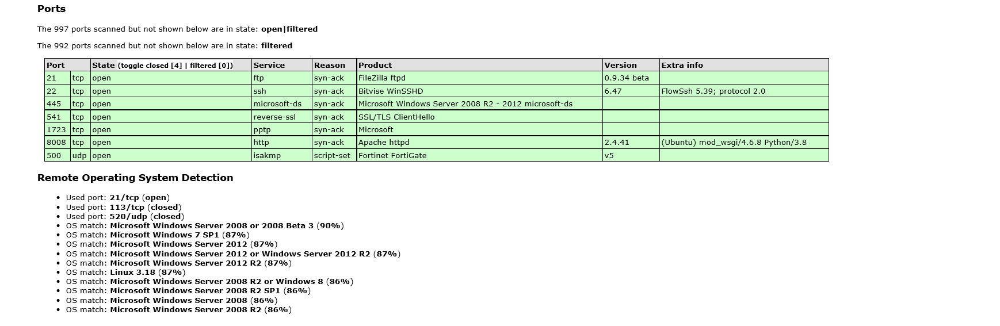 Ports
The 997 ports scanned but not shown below are in state: open|filtered
The 992 ports scanned but not shown below are in state: filtered
Port State (toggle closed [4] | filtered [0]) Service Reason Product Version Extra info
21 tcp open ftp syn-ack FileZilla ftpd 0.9.34 beta
22 tcp open ssh syn-ack Bitvise WinSSHD 6.47 FlowSsh 5.39; protocol 2.0
445 tcp open microsoft-ds syn-ack Microsoft Windows Server 2008 R2 - 2012 microsoft-ds
541 tcp open reverse-ssl syn-ack SSL/TLS ClientHello
1723 tcp open pptp syn-ack Microsoft
8008 tcp open http syn-ack Apache httpd 2.4.41 (Ubuntu) mod_wsgi/4.6.8 Python/3.8
500 udp open isakmp script-set Fortinet FortiGate v5
Remote Operating System Detection
• Used port: 21/tcp (open)
• Used port: 113/tcp (closed)
• Used port: 520/udp (closed)
• OS match: Microsoft Windows Server 2008 or 2008 Beta 3 (90%)
• OS match: Microsoft Windows 7 SP1 (87%)
• OS match: Microsoft Windows Server 2012 (87%)
• OS match: Microsoft Windows Server 2012 or Windows Server 2012 R2 (87%)
• OS match: Microsoft Windows Server 2012 R2 (87%)
• OS match: Linux 3.18 (87%)
• OS match: Microsoft Windows Server 2008 R2 or Windows 8 (86%)
• OS match: Microsoft Windows Server 2008 R2 SP1 (86%)
• OS match: Microsoft Windows Server 2008 (86%)
• OS match: Microsoft Windows Server 2008 R2 (86%)